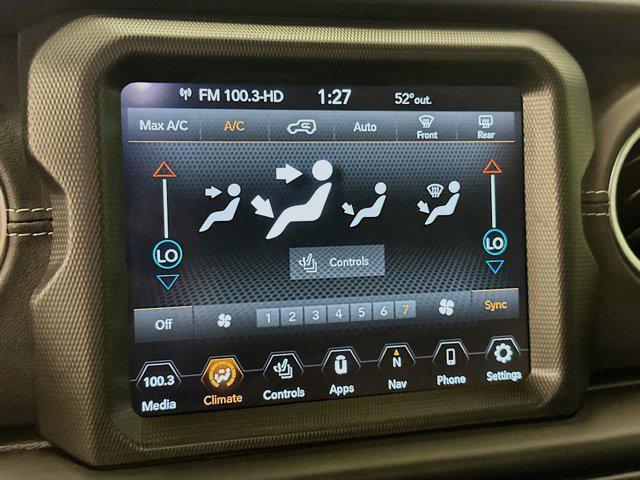 FM 100.3-HD 1:27 52°out.
Max A/C A/C Auto Front Rear
LO LO
Controls
Off 1 2 3 4 5 6 7 Sync
100.3 N
Media Climate Controls Apps Nav Phone Settings